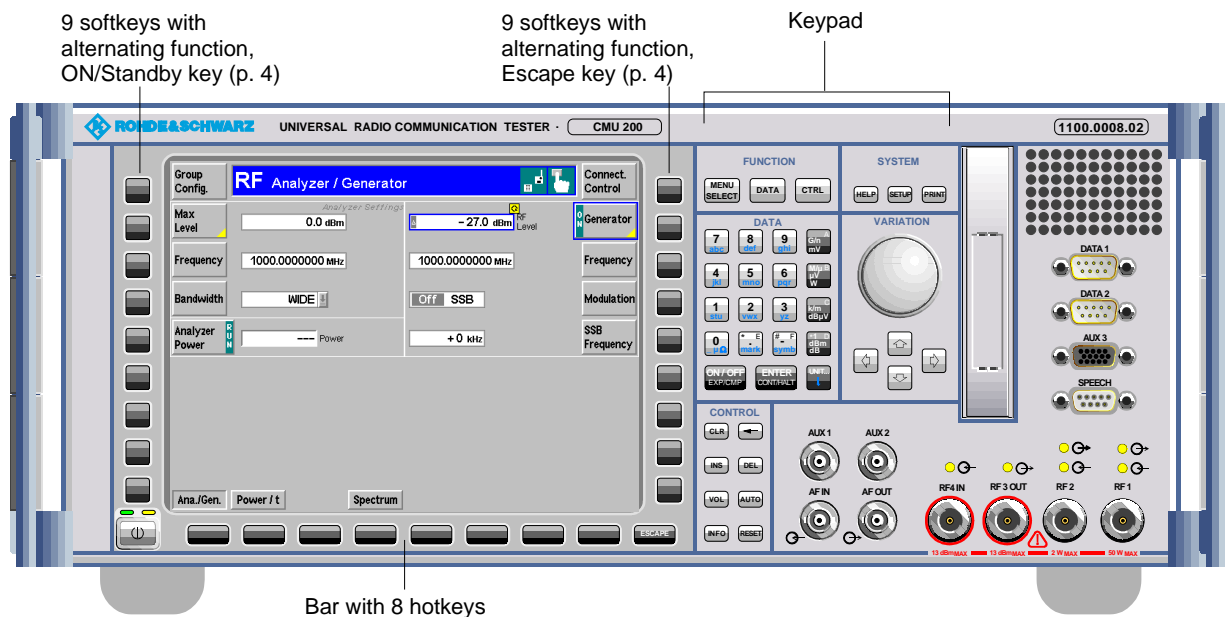 9 softkeys with
alternating function,
ON/Standby key (p. 4)
9 softkeys with
alternating function,
Escape key (p. 4)
Keypad
ROHDE&SCHWARZ UNIVERSAL RADIO COMMUNICATION TESTER · CMU 200 1100.0008.02
Group
Config.
RF Analyzer / Generator
Connect.
Control
Analyzer Settings
Max
Level
0.0 dBm
- 27.0 dBm
RF
Level
ON
Generator
Frequency
1000.0000000 MHz
1000.0000000 MHz
Frequency
Bandwidth
WIDE
Off SSB
Modulation
Analyzer
Power
RUN
--- Power
+0 kHz
SSB
Frequency
Ana./Gen. Power / t Spectrum
ESCAPE
FUNCTION
MENU
SELECT
DATA CTRL
SYSTEM
HELP SETUP PRINT
DATA
7 abc 8 def 9 ghi G/n mV
4 jkl 5 mno 6 pqr M/µ B µV W
1 stu 2 vwx 3 yz k/m C dBµV
0 _ µ Ω * . E mark # - F symb *1 D dBm dB
ON / OFF
EXP/CMP
ENTER
CONT/HALT
UNIT..
VARIATION
CONTROL
CLR
INS DEL
VOL AUTO
INFO RESET
AUX 1 AUX 2
AF IN AF OUT
DATA 1
DATA 2
AUX 3
SPEECH
RF4 IN RF 3 OUT RF 2 RF 1
13 dBm MAX 13 dBm MAX 2 W MAX 50 W MAX
Bar with 8 hotkeys